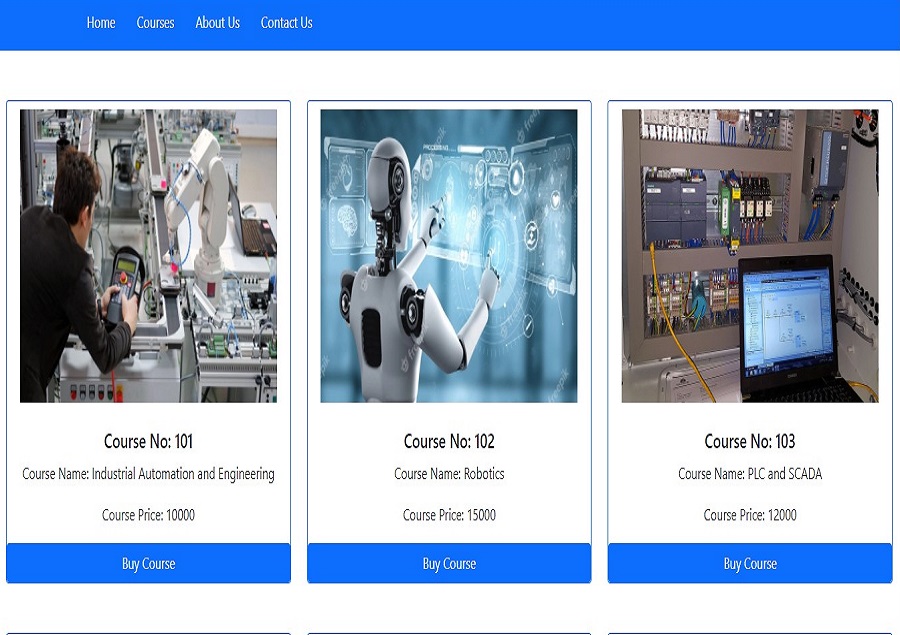 Home Courses About Us Contact Us
PROCESSING
freepik
Course No: 101
Course Name: Industrial Automation and Engineering
Course Price: 10000
Buy Course
Course No: 102
Course Name: Robotics
Course Price: 15000
Buy Course
Course No: 103
Course Name: PLC and SCADA
Course Price: 12000
Buy Course